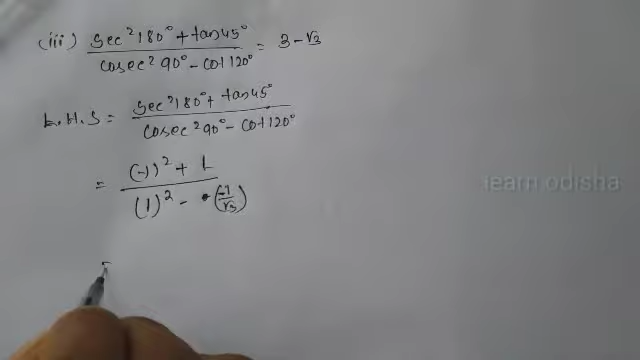 (iii) sec²180° + tan45° / cosec²90° - cot120° = 3 - √3
L.H.S = sec²180° + tan45° / cosec²90° - cot120°
= (-1)² + 1 / (1)² - (-1/√3)
=
learn odisha